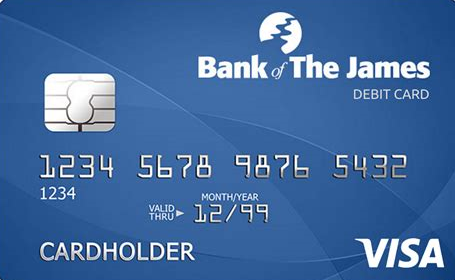 Bank of The James
DEBIT CARD
1234 5678 9876 5432
1234
MONTH/YEAR
VALID THRU 12/99
CARDHOLDER
VISA